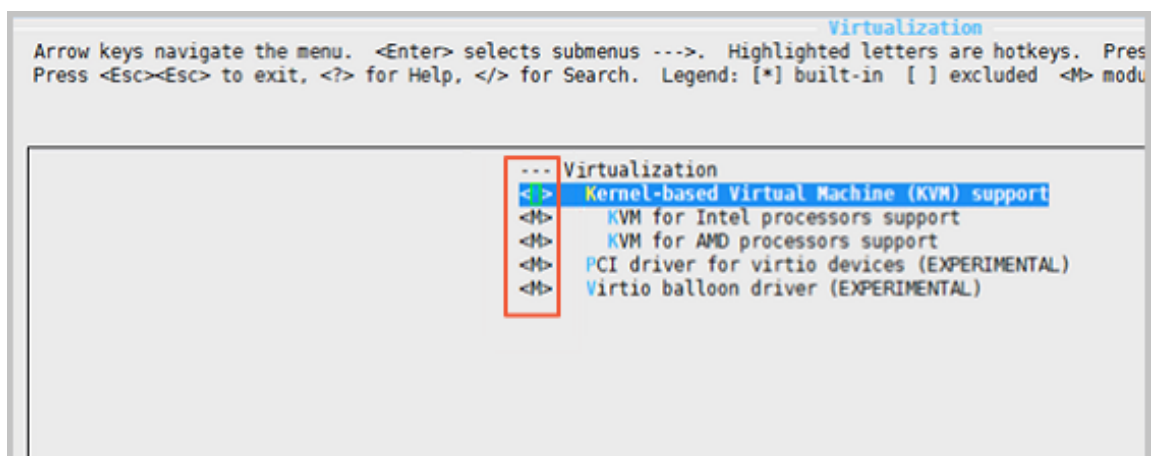 Virtualization
Arrow keys navigate the menu. <Enter> selects submenus --->. Highlighted letters are hotkeys. Pres
Press <Esc><Esc> to exit, <?> for Help, </> for Search. Legend: [*] built-in [ ] excluded <M> modu
--- Virtualization
< > Kernel-based Virtual Machine (KVM) support
<M> KVM for Intel processors support
<M> KVM for AMD processors support
<M> PCI driver for virtio devices (EXPERIMENTAL)
<M> Virtio balloon driver (EXPERIMENTAL)